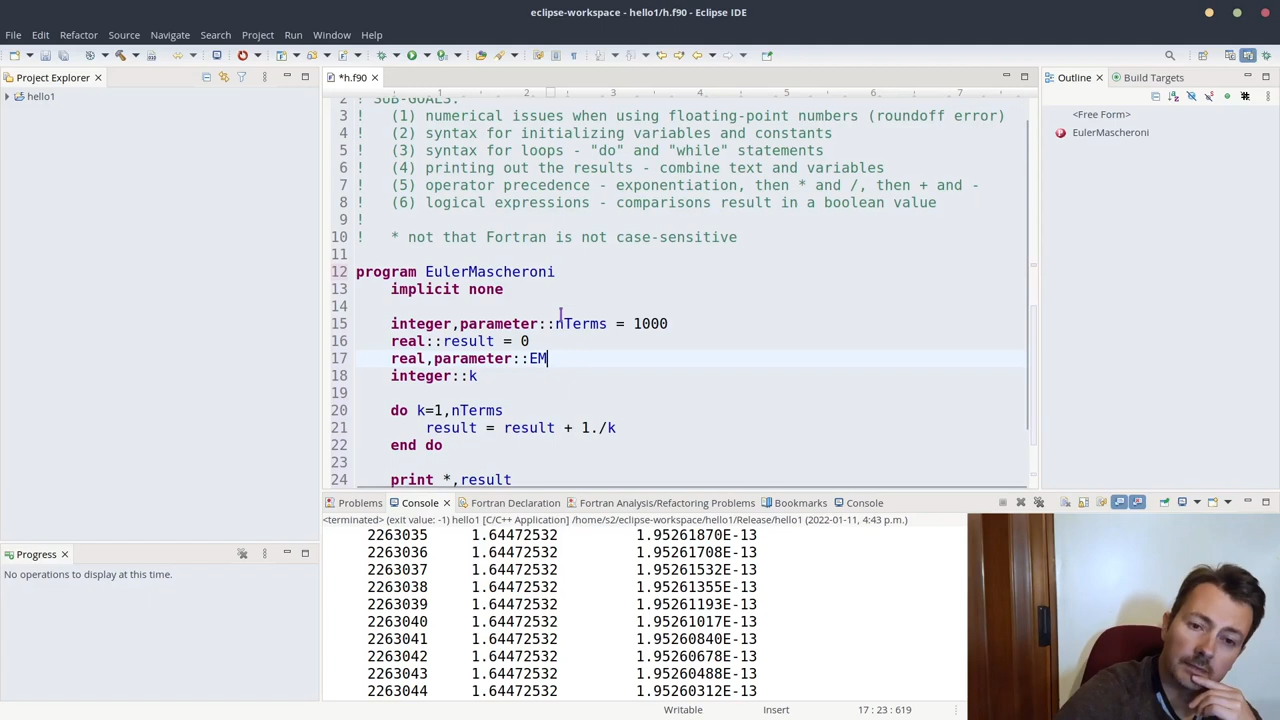 eclipse-workspace - hello1/h.f90 - Eclipse IDE
File Edit Refactor Source Navigate Search Project Run Window Help
Project Explorer
hello1
*h.f90
1 2 3 4 5 6 7
2 ! SUB-GOALS:
3 ! (1) numerical issues when using floating-point numbers (roundoff error)
4 ! (2) syntax for initializing variables and constants
5 ! (3) syntax for loops - "do" and "while" statements
6 ! (4) printing out the results - combine text and variables
7 ! (5) operator precedence - exponentiation, then * and /, then + and -
8 ! (6) logical expressions - comparisons result in a boolean value
9 !
10 ! * not that Fortran is not case-sensitive
11
12 program EulerMascheroni
13 implicit none
14
15 integer,parameter::nTerms = 1000
16 real::result = 0
17 real,parameter::EM
18 integer::k
19
20 do k=1,nTerms
21 result = result + 1./k
22 end do
23
24 print *,result
Outline Build Targets
<Free Form>
EulerMascheroni
Progress
No operations to display at this time.
Problems Console Fortran Declaration Fortran Analysis/Refactoring Problems Bookmarks Console
<terminated> (exit value: -1) hello1 [C/C++ Application] /home/s2/eclipse-workspace/hello1/Release/hello1 (2022-01-11, 4:43 p.m.)
2263035 1.64472532 1.95261870E-13
2263036 1.64472532 1.95261708E-13
2263037 1.64472532 1.95261532E-13
2263038 1.64472532 1.95261355E-13
2263039 1.64472532 1.95261193E-13
2263040 1.64472532 1.95261017E-13
2263041 1.64472532 1.95260840E-13
2263042 1.64472532 1.95260678E-13
2263043 1.64472532 1.95260488E-13
2263044 1.64472532 1.95260312E-13
Writable Insert 17 : 23 : 619